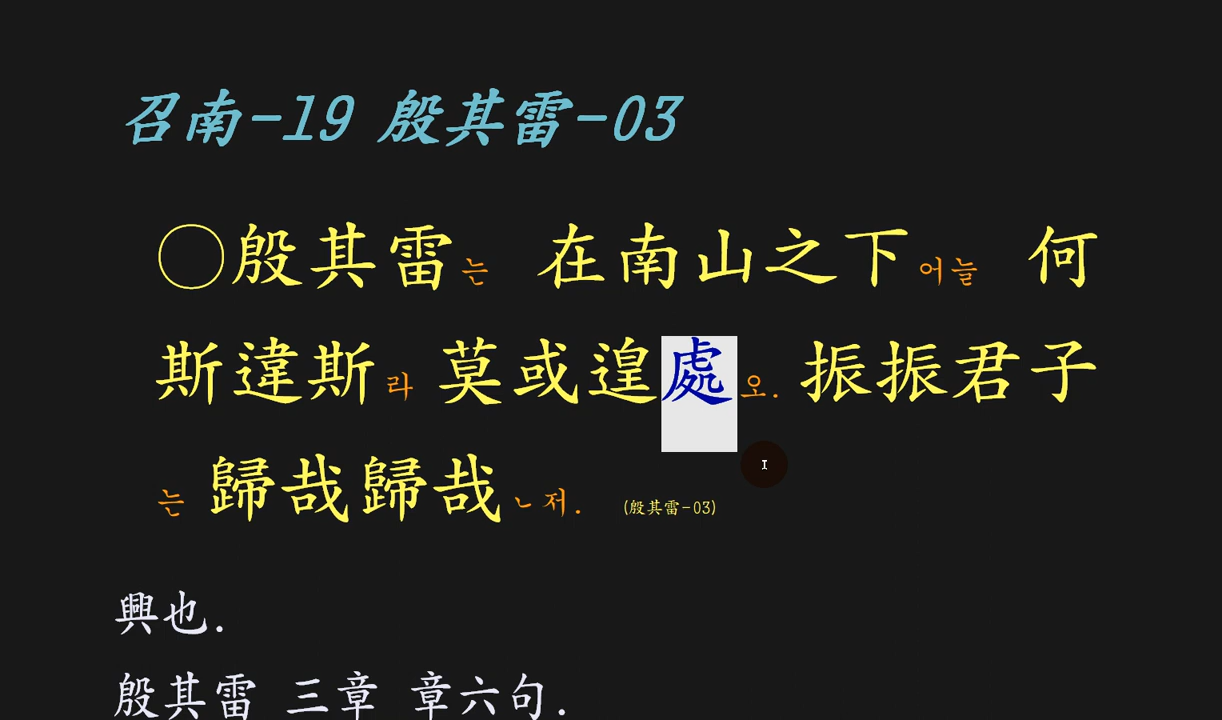 召南-19 殷其雷-03
◯殷其雷는 在南山之下어늘 何
斯違斯라 莫或遑處오. 振振君子
는 歸哉歸哉ㄴ저. (殷其雷-03)
興也.
殷其雷 三章 章六句.